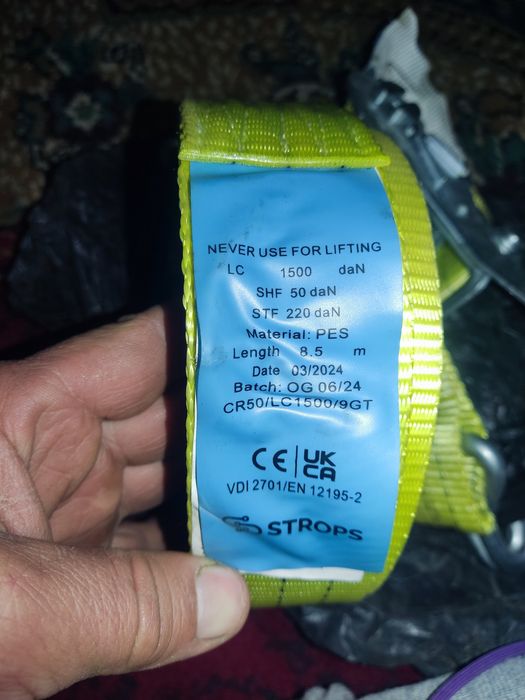 NEVER USE FOR LIFTING
LC 1500 daN
SHF 50 daN
STF 220 daN
Material: PES
Length 8.5 m
Date 03/2024
Batch: OG 06/24
CR50/LC1500/9GT
CE UK CA
VDI 2701/EN 12195-2
STROPS